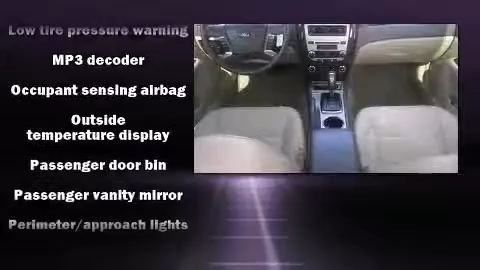 Low tire pressure warning
MP3 decoder
Occupant sensing airbag
Outside
temperature display
Passenger door bin
Passenger vanity mirror
Perimeter/approach lights